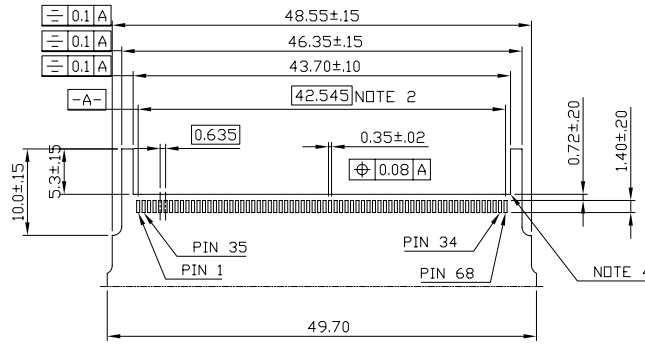 ⌯ 0.1 A 48.55±.15
⌯ 0.1 A 46.35±.15
⌯ 0.1 A 43.70±.10
-A- 42.545 NOTE 2
0.635 0.35±.02
⌖ 0.08 A
10.0±.15
5.3±.15
0.72±.20
1.40±.20
PIN 35 PIN 34
PIN 1 PIN 68
NOTE 4
49.70